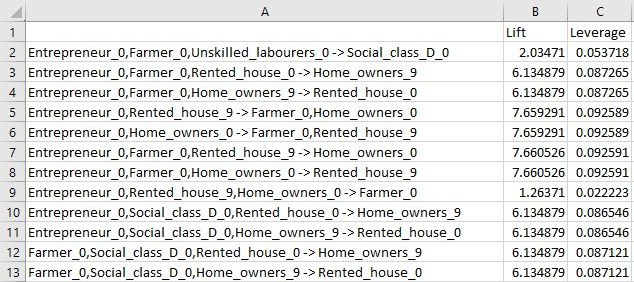 A B C
1 Lift Leverage
2 Entrepreneur_0,Farmer_0,Unskilled_labourers_0 -> Social_class_D_0 2.03471 0.053718
3 Entrepreneur_0,Farmer_0,Rented_house_0 -> Home_owners_9 6.134879 0.087265
4 Entrepreneur_0,Farmer_0,Home_owners_9 -> Rented_house_0 6.134879 0.087265
5 Entrepreneur_0,Rented_house_9 -> Farmer_0,Home_owners_0 7.659291 0.092589
6 Entrepreneur_0,Home_owners_0 -> Farmer_0,Rented_house_9 7.659291 0.092589
7 Entrepreneur_0,Farmer_0,Rented_house_9 -> Home_owners_0 7.660526 0.092591
8 Entrepreneur_0,Farmer_0,Home_owners_0 -> Rented_house_9 7.660526 0.092591
9 Entrepreneur_0,Rented_house_9,Home_owners_0 -> Farmer_0 1.26371 0.022223
10 Entrepreneur_0,Social_class_D_0,Rented_house_0 -> Home_owners_9 6.134879 0.086546
11 Entrepreneur_0,Social_class_D_0,Home_owners_9 -> Rented_house_0 6.134879 0.086546
12 Farmer_0,Social_class_D_0,Rented_house_0 -> Home_owners_9 6.134879 0.087121
13 Farmer_0,Social_class_D_0,Home_owners_9 -> Rented_house_0 6.134879 0.087121